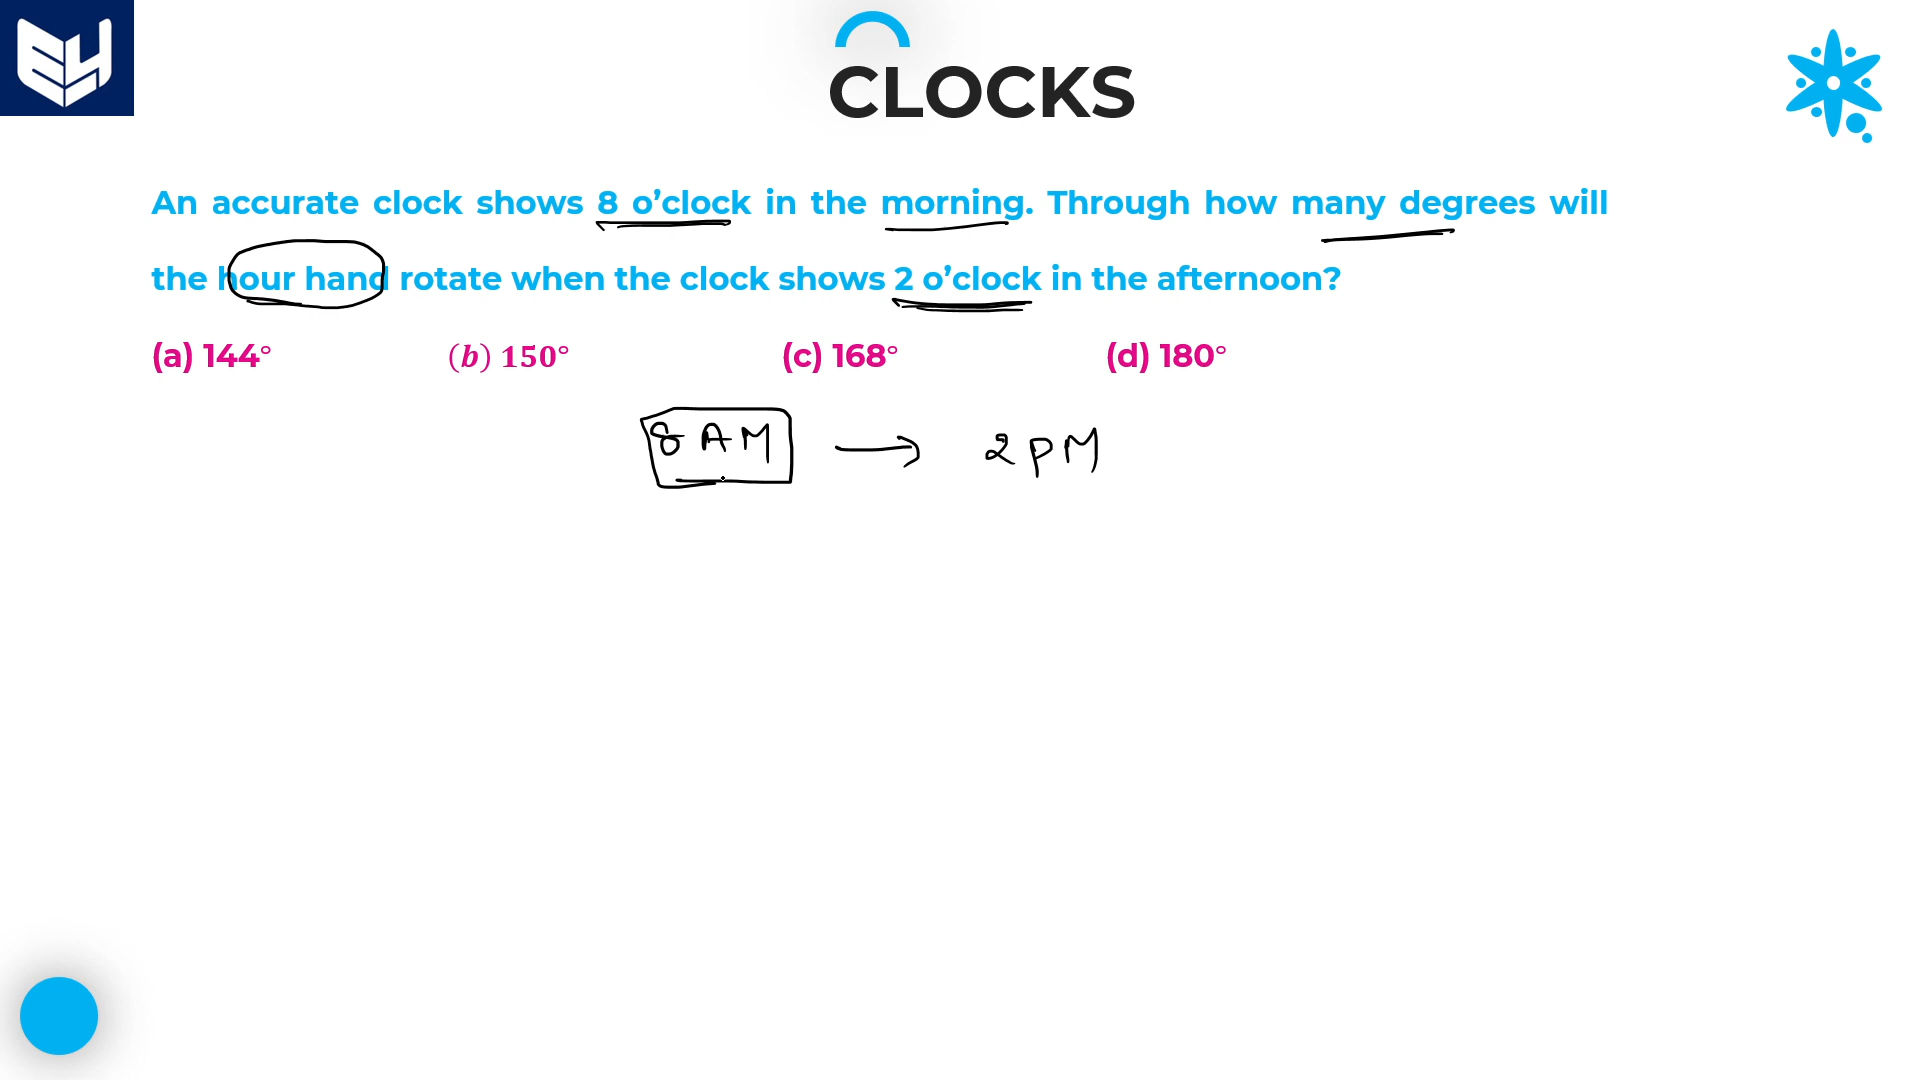 CLOCKS
An accurate clock shows 8 o’clock in the morning. Through how many degrees will
the hour hand rotate when the clock shows 2 o’clock in the afternoon?
(a) 144° (b) 150° (c) 168° (d) 180°
8 AM → 2 PM